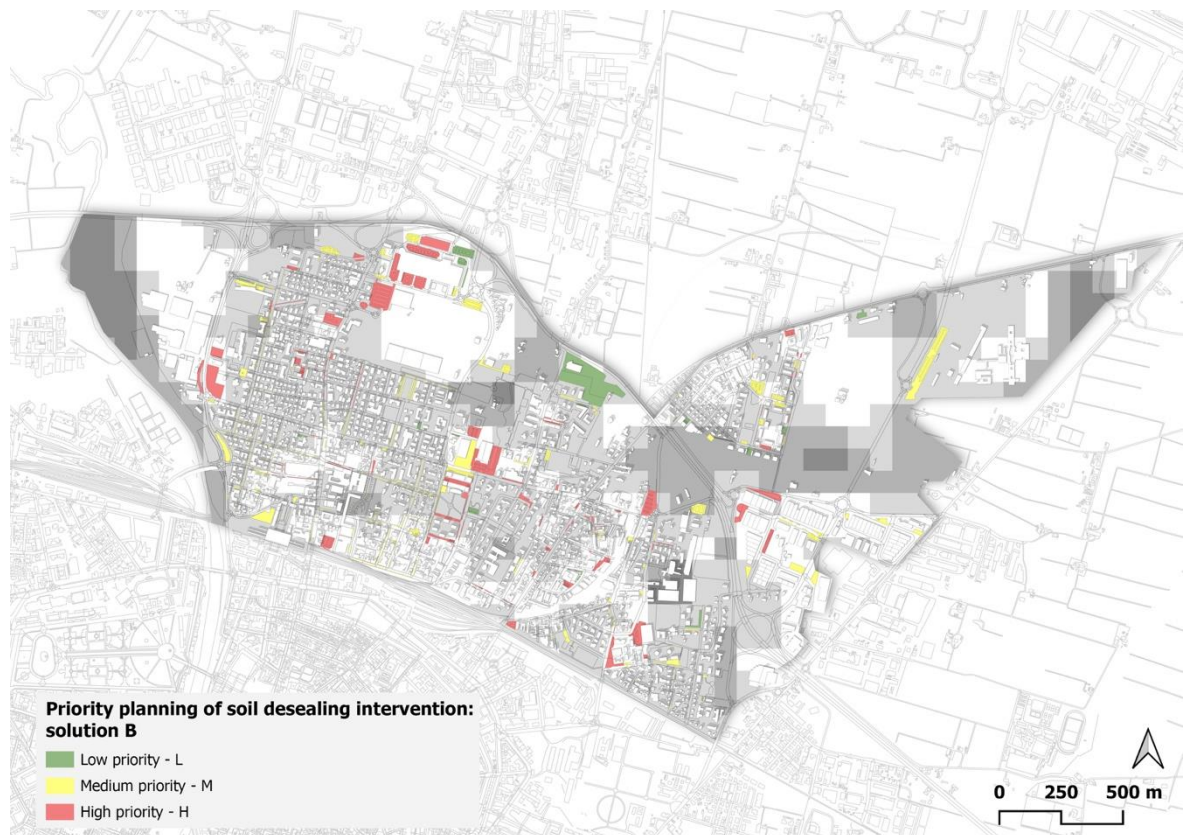 Priority planning of soil desealing intervention:
solution B
Low priority - L
Medium priority - M
High priority - H
0 250 500 m